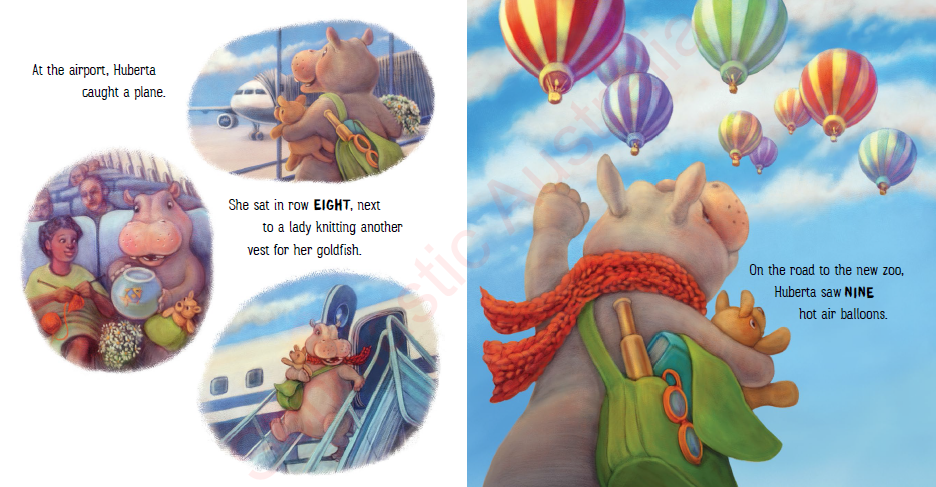 At the airport, Huberta
caught a plane.
She sat in row EIGHT, next
to a lady knitting another
vest for her goldfish.
On the road to the new zoo,
Huberta saw NINE
hot air balloons.